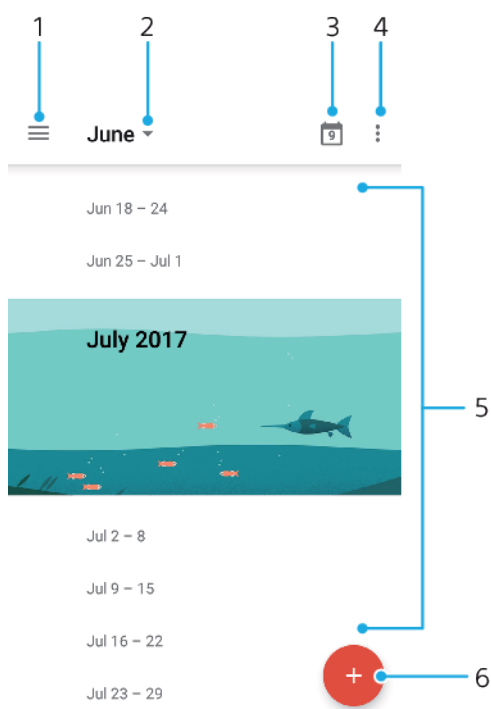 1 2 3 4
June 9
Jun 18 – 24
Jun 25 – Jul 1
July 2017
5
Jul 2 – 8
Jul 9 – 15
Jul 16 – 22
+ 6
Jul 23 – 29